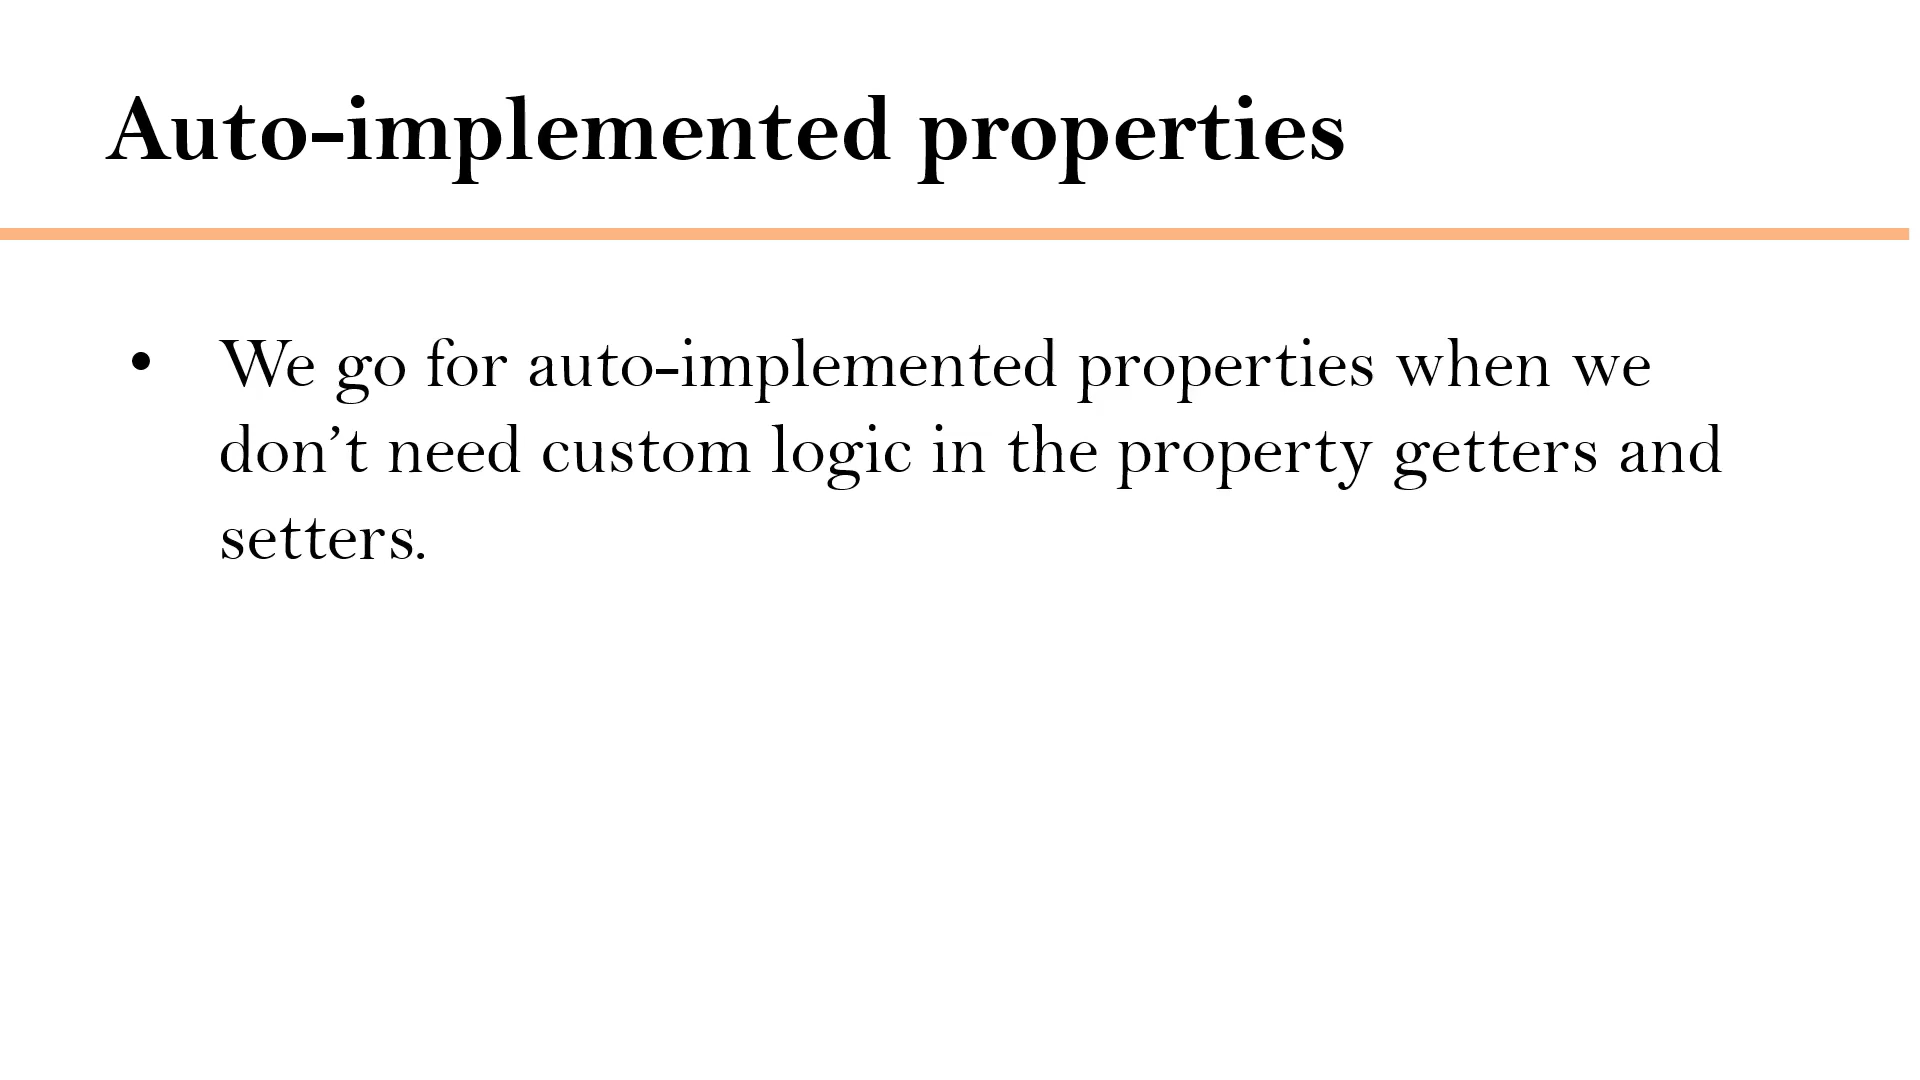 Auto-implemented properties
• We go for auto-implemented properties when we
don’t need custom logic in the property getters and
setters.